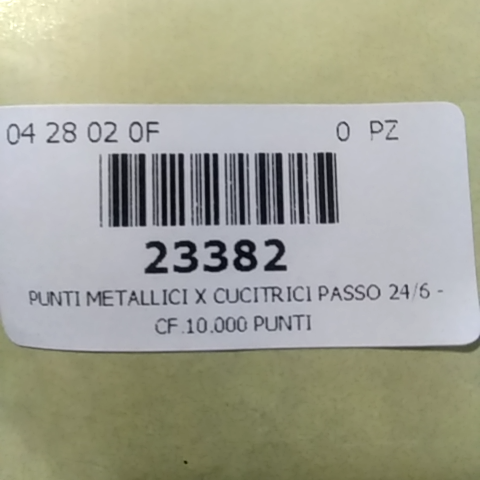 04 28 02 0F 0 PZ
23382
PUNTI METALLICI X CUCITRICI PASSO 24/6 -
CF.10.000 PUNTI